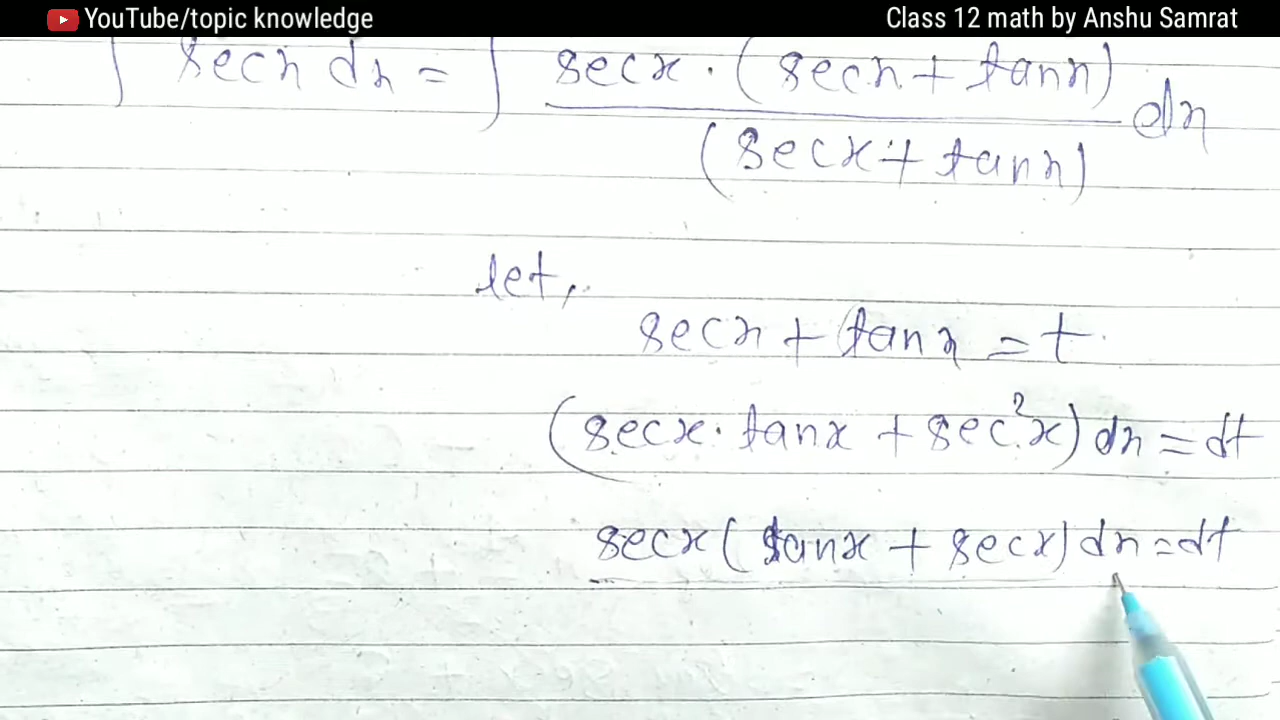 YouTube/topic knowledge Class 12 math by Anshu Samrat
∫ secx dx = ∫ secx · (secx + tanx)
dx
(secx + tanx)
let,
secx + tanx = t
(secx · tanx + sec²x) dx = dt
secx (tanx + secx) dx = dt